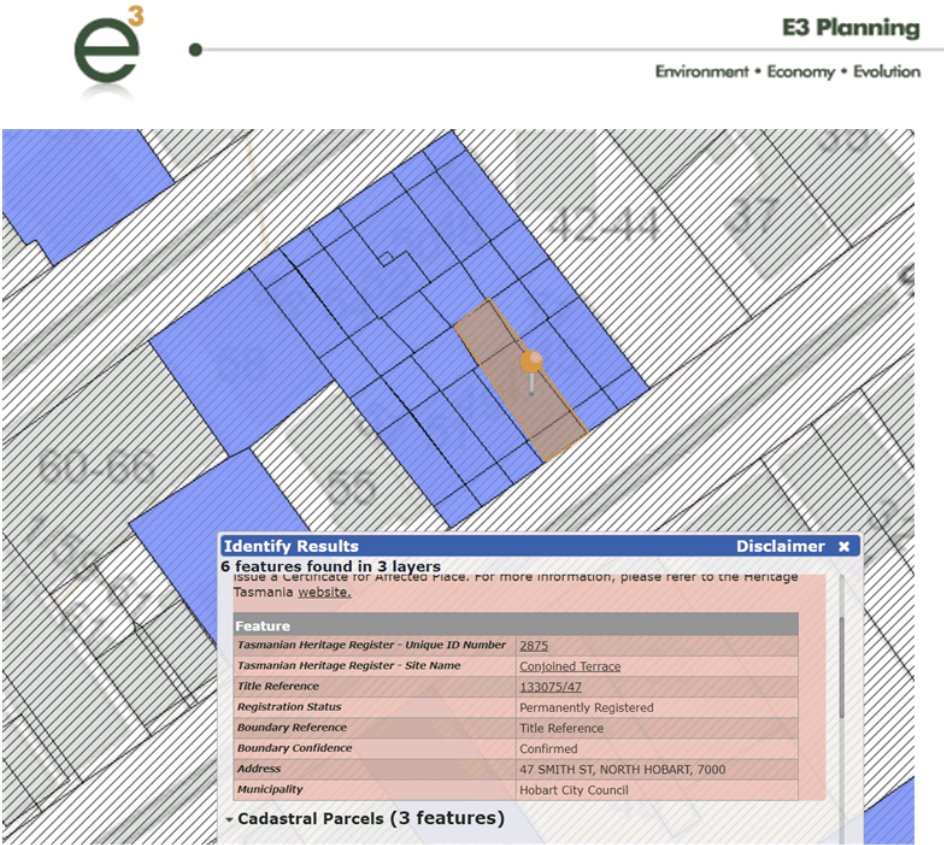 e3
E3 Planning
Environment • Economy • Evolution
42-44
37
60-66
55
Identify Results
Disclaimer ×
6 features found in 3 layers
issue a Certificate for Affected Place. For more information, please refer to the Heritage
Tasmania website.
Feature
Tasmanian Heritage Register - Unique ID Number 2875
Tasmanian Heritage Register - Site Name Conjoined Terrace
Title Reference 133075/47
Registration Status Permanently Registered
Boundary Reference Title Reference
Boundary Confidence Confirmed
Address 47 SMITH ST, NORTH HOBART, 7000
Municipality Hobart City Council
Cadastral Parcels (3 features)